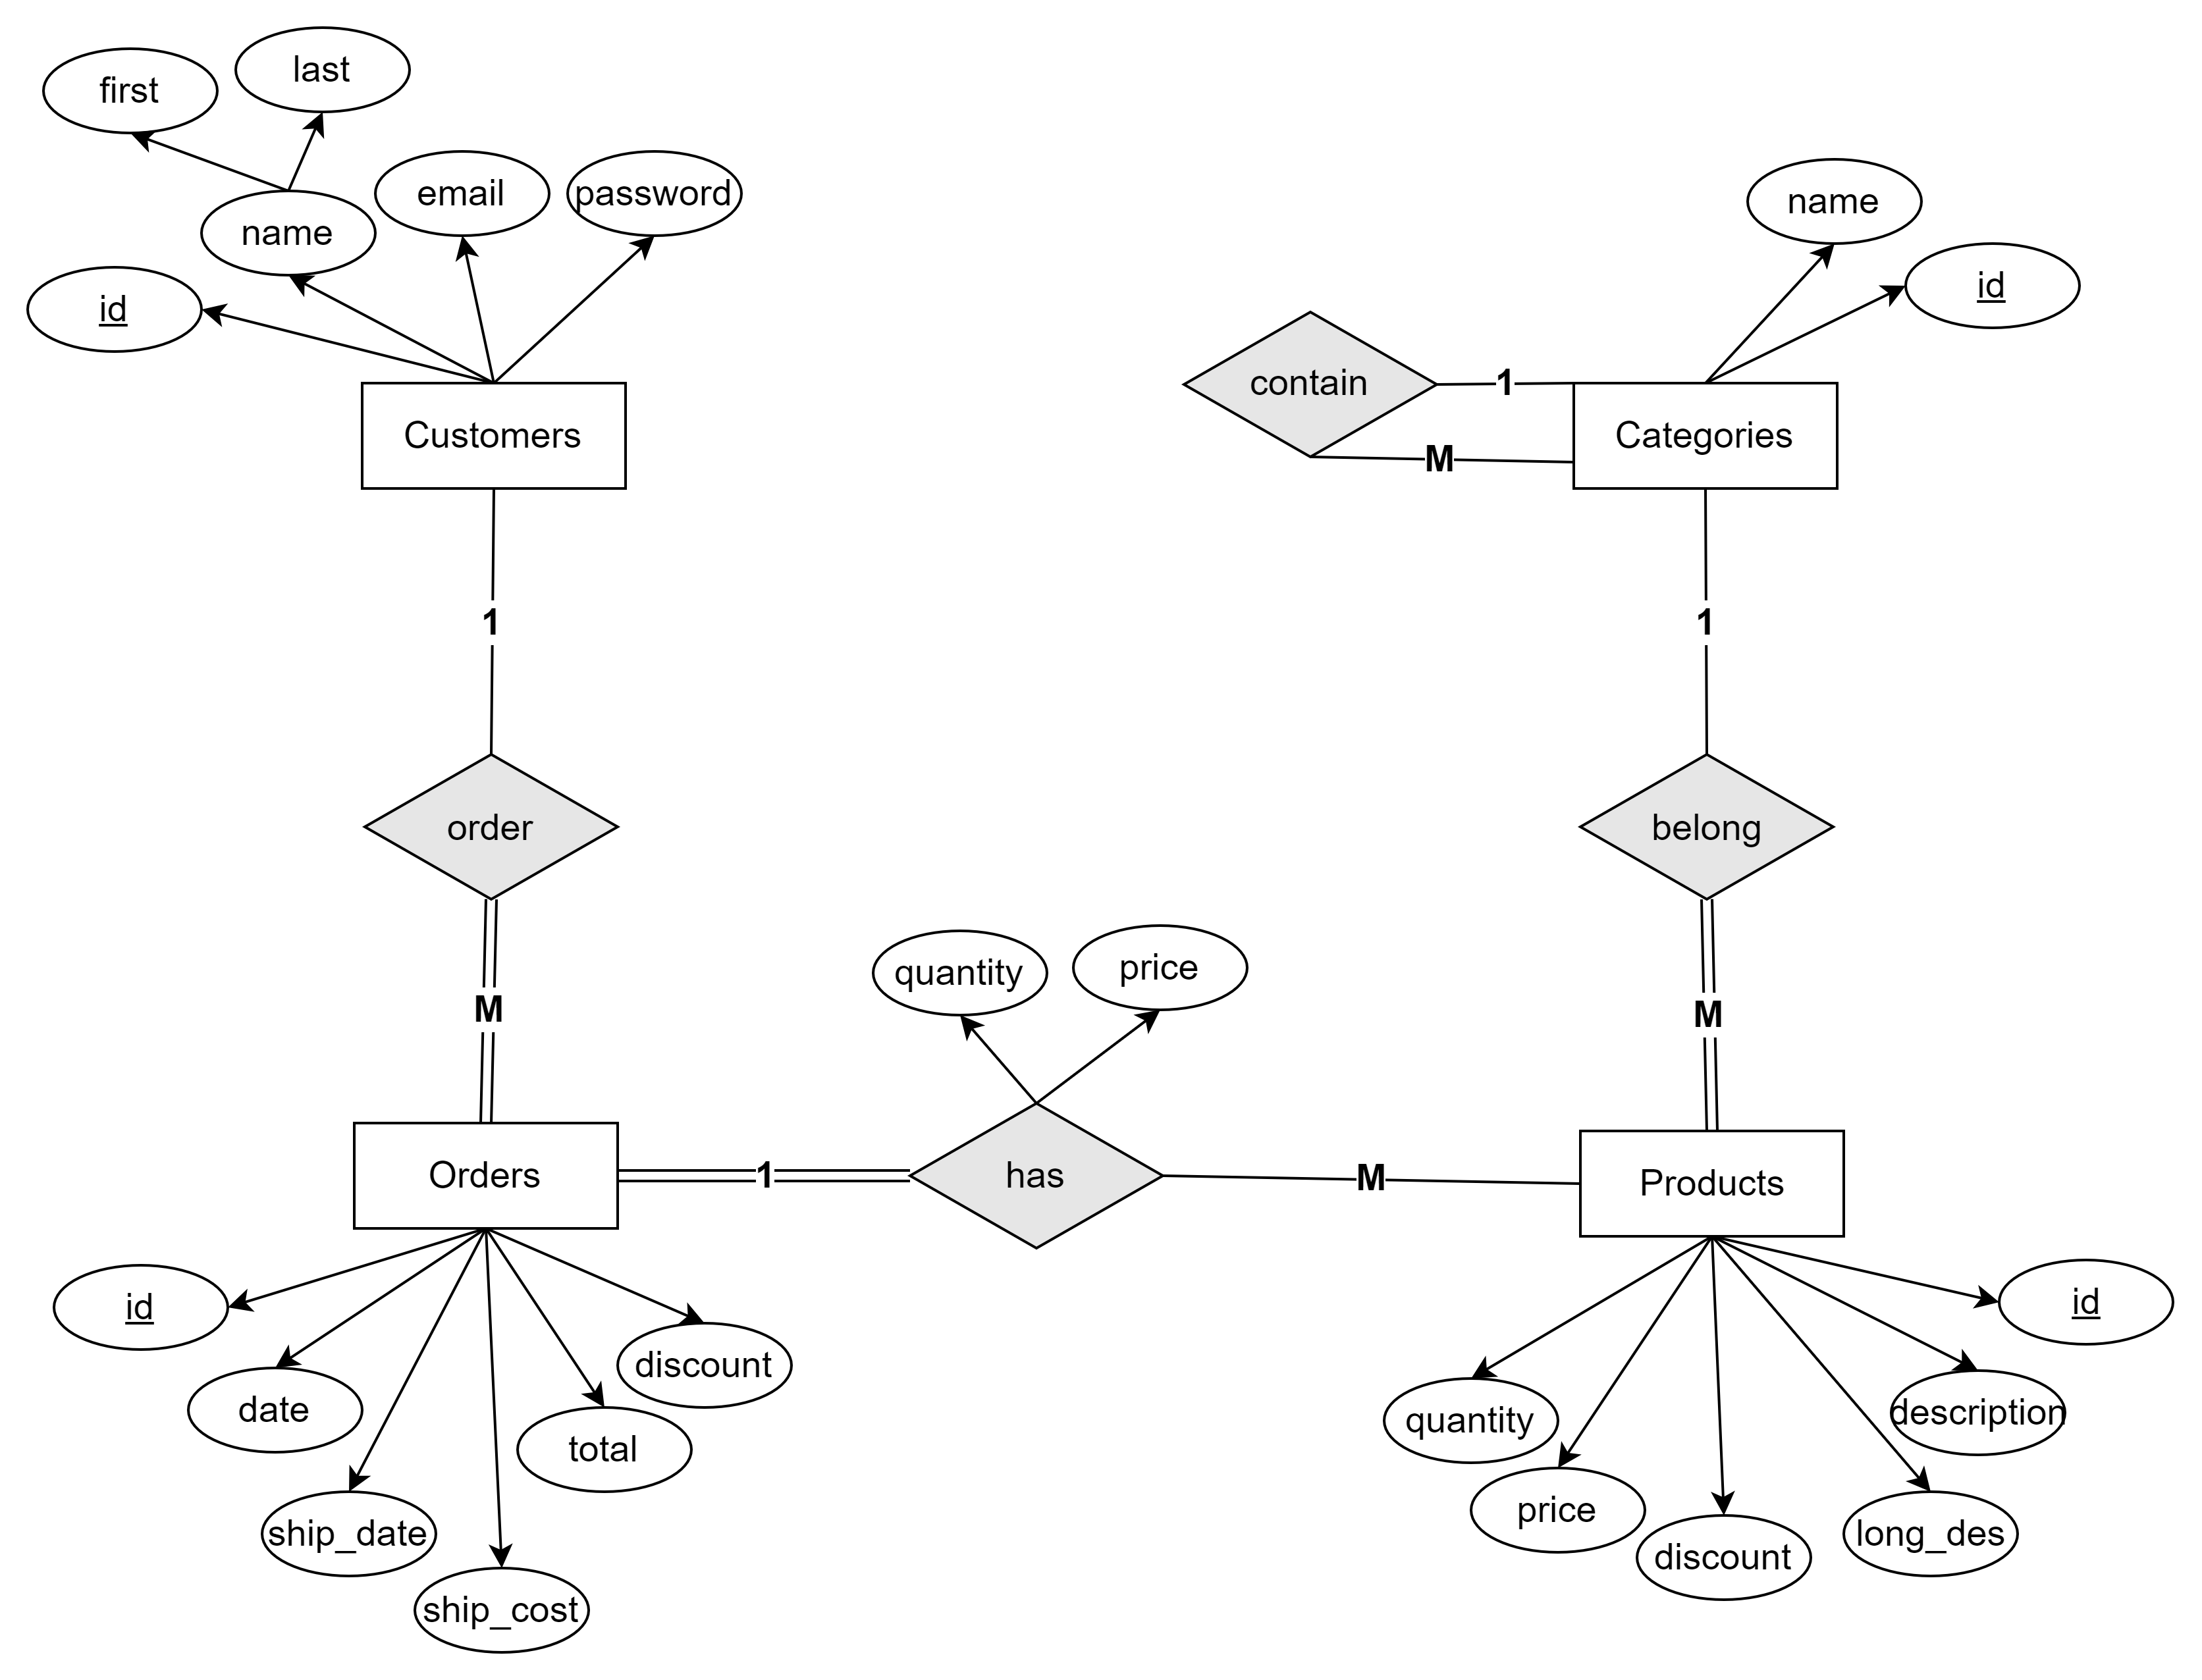 last
first
email
password
name
name
id
id
contain
1
Categories
Customers
M
1
1
order
belong
quantity
price
M
M
Orders
1
has
M
Products
id
id
discount
date
description
quantity
total
price
ship_date
long_des
discount
ship_cost